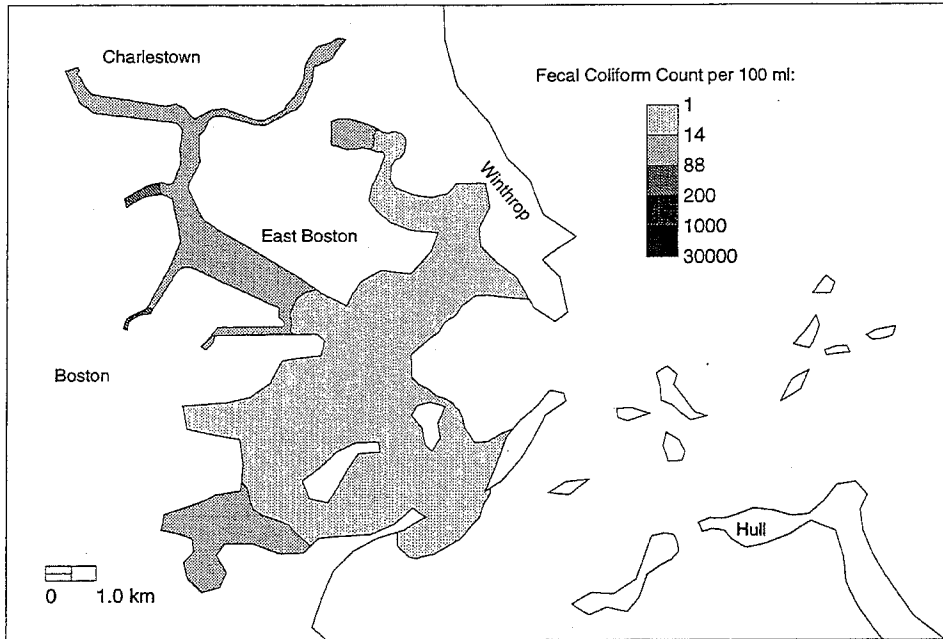 Charlestown
Fecal Coliform Count per 100 ml:
1
14
88
200
1000
30000
Winthrop
East Boston
Boston
Hull
0 1.0 km